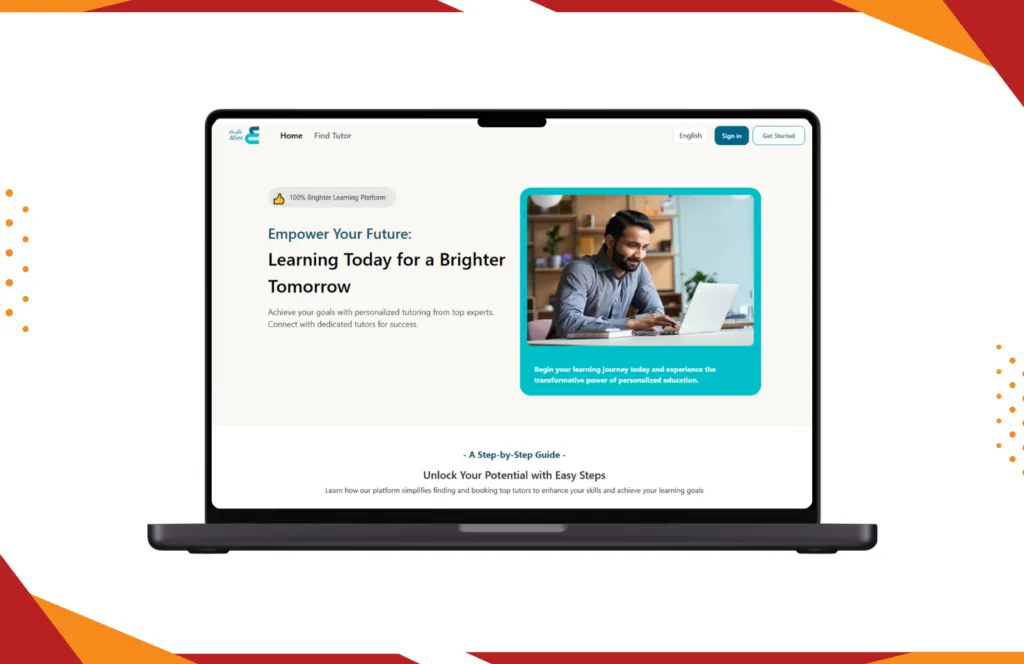 Alim
Home
Find Tutor
English
Sign in
Get Started
100% Brighter Learning Platform
Empower Your Future:
Learning Today for a Brighter
Tomorrow
Achieve your goals with personalized tutoring from top experts.
Connect with dedicated tutors for success.
Begin your learning journey today and experience the
transformative power of personalized education.
- A Step-by-Step Guide -
Unlock Your Potential with Easy Steps
Learn how our platform simplifies finding and booking top tutors to enhance your skills and achieve your learning goals